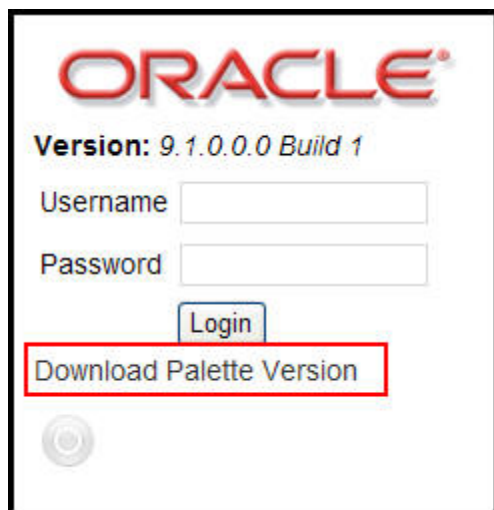 ORACLE
Version: 9.1.0.0.0 Build 1
Username
Password
Login
Download Palette Version